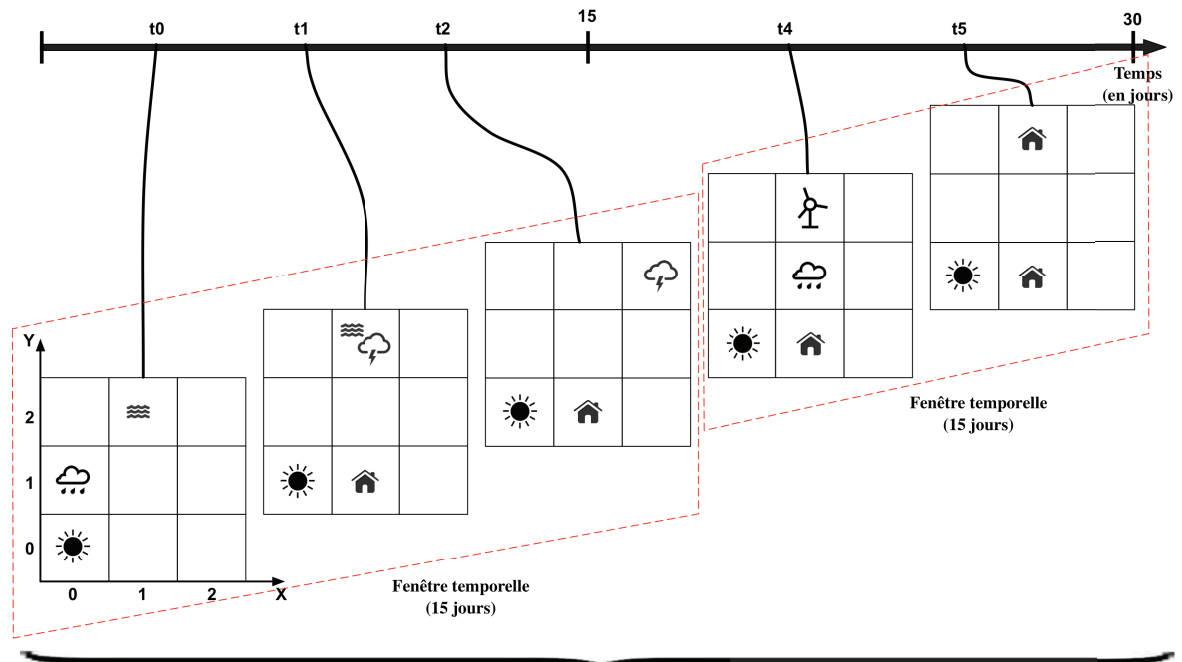 15
30
t0
t1
t2
t4
t5
Temps
(en jours)
Y
2
1
0
0
1
2
X
Fenêtre temporelle
(15 jours)
Fenêtre temporelle
(15 jours)